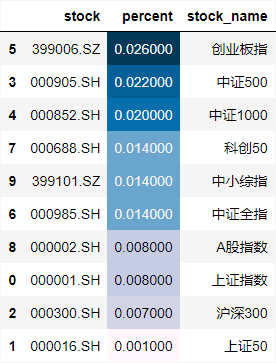 stock percent stock_name
5 399006.SZ 0.026000 创业板指
3 000905.SH 0.022000 中证500
4 000852.SH 0.020000 中证1000
7 000688.SH 0.014000 科创50
9 399101.SZ 0.014000 中小综指
6 000985.SH 0.014000 中证全指
8 000002.SH 0.008000 A股指数
0 000001.SH 0.008000 上证指数
2 000300.SH 0.007000 沪深300
1 000016.SH 0.001000 上证50